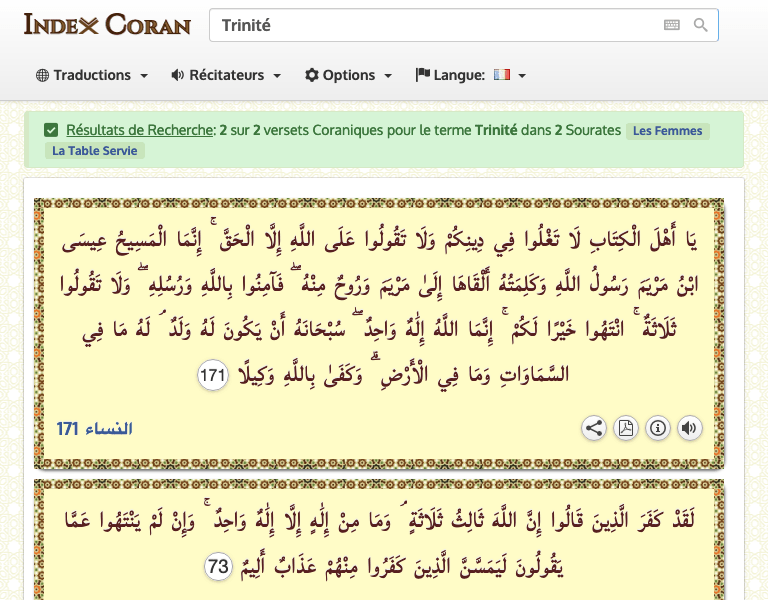 INDEX CORAN
Trinité
Traductions
Récitateurs
Options
Langue:
Résultats de Recherche: 2 sur 2 versets Coraniques pour le terme Trinité dans 2 Sourates Les Femmes
La Table Servie
يَا أَهْلَ الْكِتَابِ لَا تَغْلُوا فِي دِينِكُمْ وَلَا تَقُولُوا عَلَى اللَّهِ إِلَّا الْحَقَّ ۚ إِنَّمَا الْمَسِيحُ عِيسَى
ابْنُ مَرْيَمَ رَسُولُ اللَّهِ وَكَلِمَتُهُ أَلْقَاهَا إِلَىٰ مَرْيَمَ وَرُوحٌ مِنْهُ ۖ فَآمِنُوا بِاللَّهِ وَرُسُلِهِ ۖ وَلَا تَقُولُوا
ثَلَاثَةٌ ۚ انْتَهُوا خَيْرًا لَكُمْ ۚ إِنَّمَا اللَّهُ إِلَٰهٌ وَاحِدٌ ۖ سُبْحَانَهُ أَنْ يَكُونَ لَهُ وَلَدٌ ۘ لَهُ مَا فِي
السَّمَاوَاتِ وَمَا فِي الْأَرْضِ ۗ وَكَفَىٰ بِاللَّهِ وَكِيلًا 171
النساء 171
لَقَدْ كَفَرَ الَّذِينَ قَالُوا إِنَّ اللَّهَ ثَالِثُ ثَلَاثَةٍ ۘ وَمَا مِنْ إِلَٰهٍ إِلَّا إِلَٰهٌ وَاحِدٌ ۚ وَإِنْ لَمْ يَنْتَهُوا عَمَّا
يَقُولُونَ لَيَمَسَّنَّ الَّذِينَ كَفَرُوا مِنْهُمْ عَذَابٌ أَلِيمٌ 73